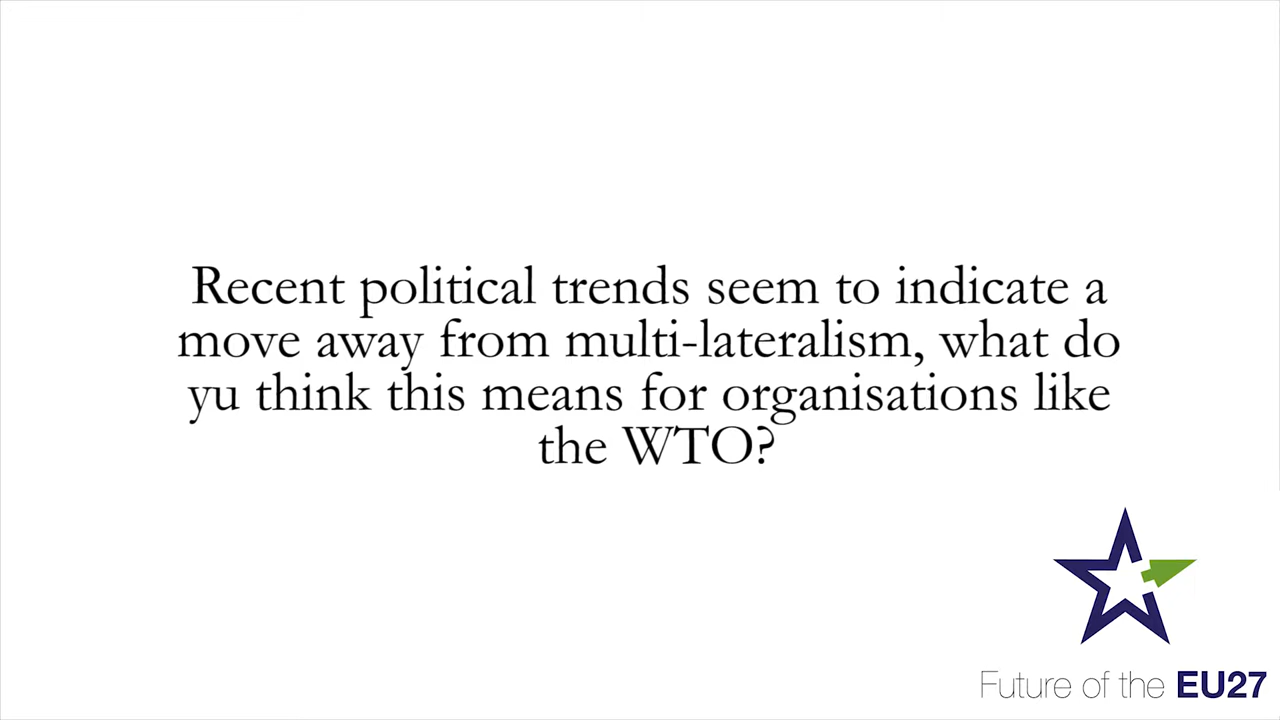 Recent political trends seem to indicate a
move away from multi-lateralism, what do
yu think this means for organisations like
the WTO?
Future of the EU27